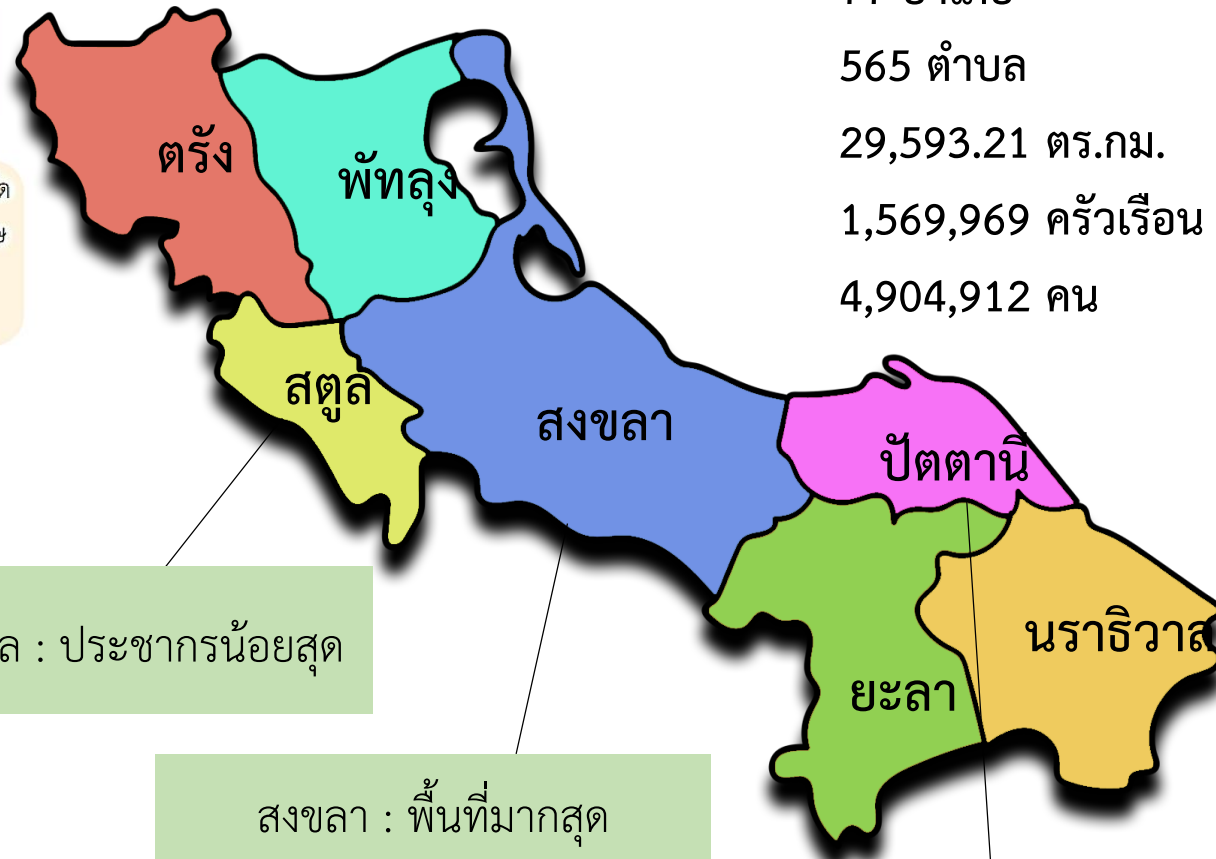 565 ตำบล
29,593.21 ตร.กม.
1,569,969 ครัวเรือน
4,904,912 คน
ตรัง
พัทลุง
สตูล
สงขลา
ปัตตานี
นราธิวาส
ยะลา
ล : ประชากรน้อยสุด
สงขลา : พื้นที่มากสุด